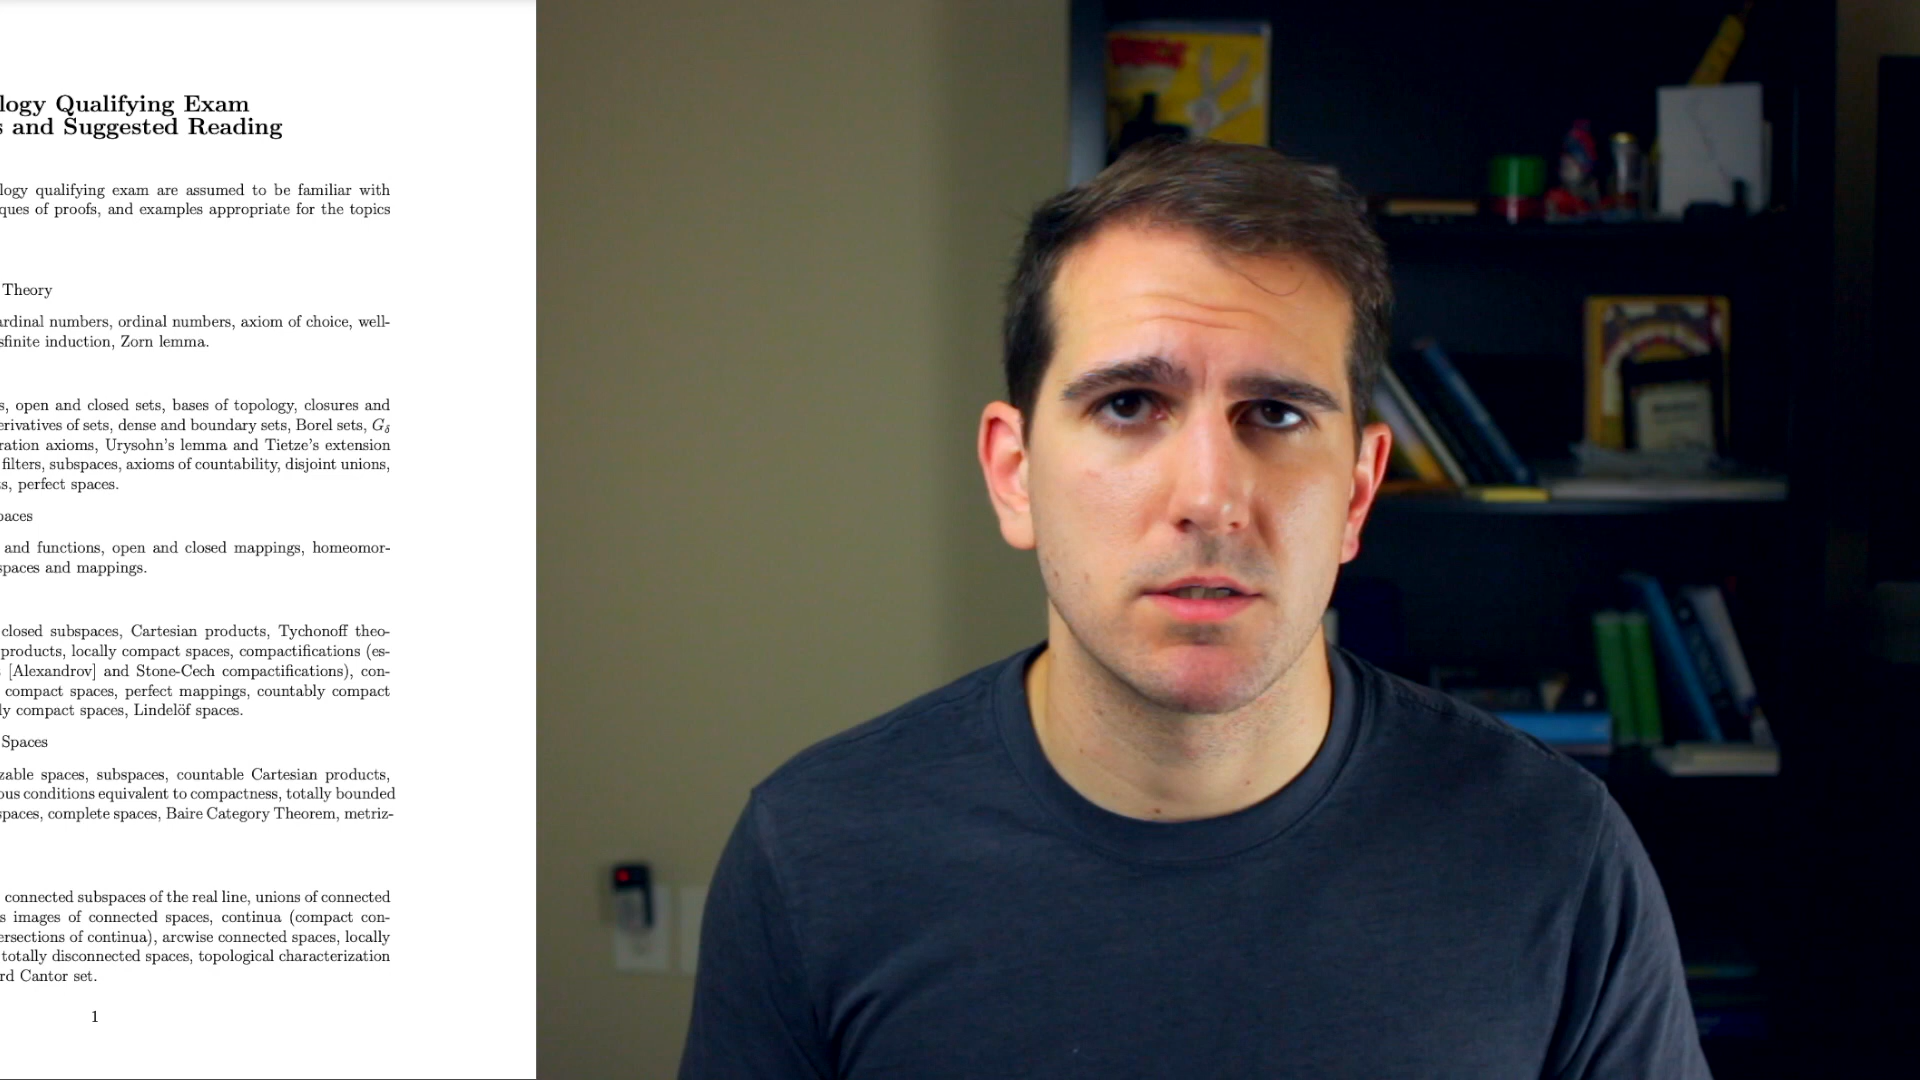 logy Qualifying Exam
s and Suggested Reading
logy qualifying exam are assumed to be familiar with
ques of proofs, and examples appropriate for the topics
Theory
ardinal numbers, ordinal numbers, axiom of choice, well-
sfinite induction, Zorn lemma.
s, open and closed sets, bases of topology, closures and
erivatives of sets, dense and boundary sets, Borel sets, Gδ
ration axioms, Urysohn's lemma and Tietze's extension
filters, subspaces, axioms of countability, disjoint unions,
ts, perfect spaces.
paces
and functions, open and closed mappings, homeomor-
spaces and mappings.
closed subspaces, Cartesian products, Tychonoff theo-
products, locally compact spaces, compactifications (es-
[Alexandrov] and Stone-Cech compactifications), con-
compact spaces, perfect mappings, countably compact
ly compact spaces, Lindelöf spaces.
Spaces
zable spaces, subspaces, countable Cartesian products,
ous conditions equivalent to compactness, totally bounded
spaces, complete spaces, Baire Category Theorem, metriz-
connected subspaces of the real line, unions of connected
s images of connected spaces, continua (compact con-
ersections of continua), arcwise connected spaces, locally
totally disconnected spaces, topological characterization
rd Cantor set.
1